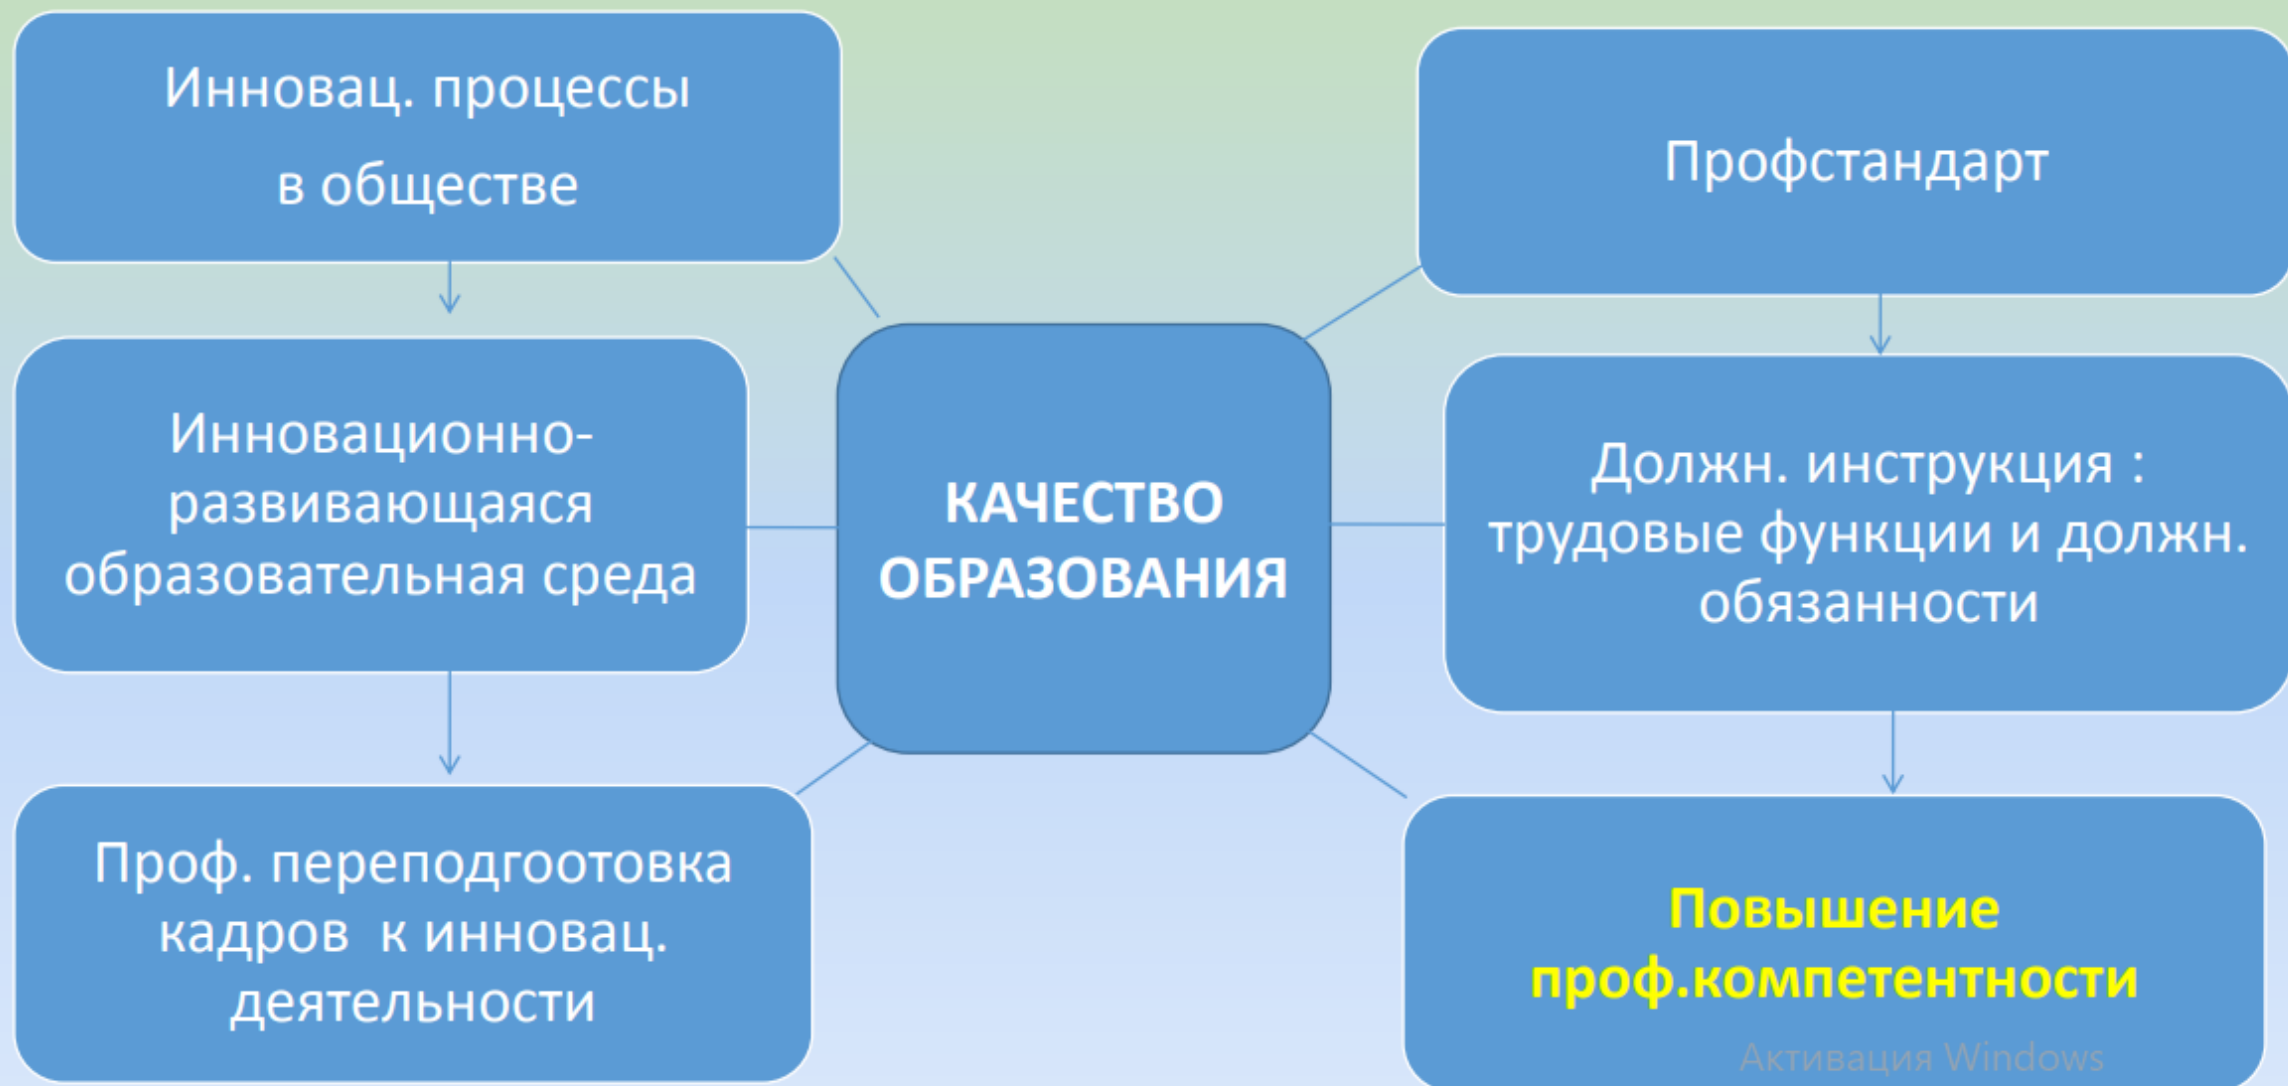 Инновац. процессы
в обществе
Профстандарт
Инновационно-
развивающаяся
образовательная среда
КАЧЕСТВО
ОБРАЗОВАНИЯ
Должн. инструкция :
трудовые функции и должн.
обязанности
Проф. переподгоотовка
кадров к инновац.
деятельности
Повышение
проф.компетентности
Активация Windows